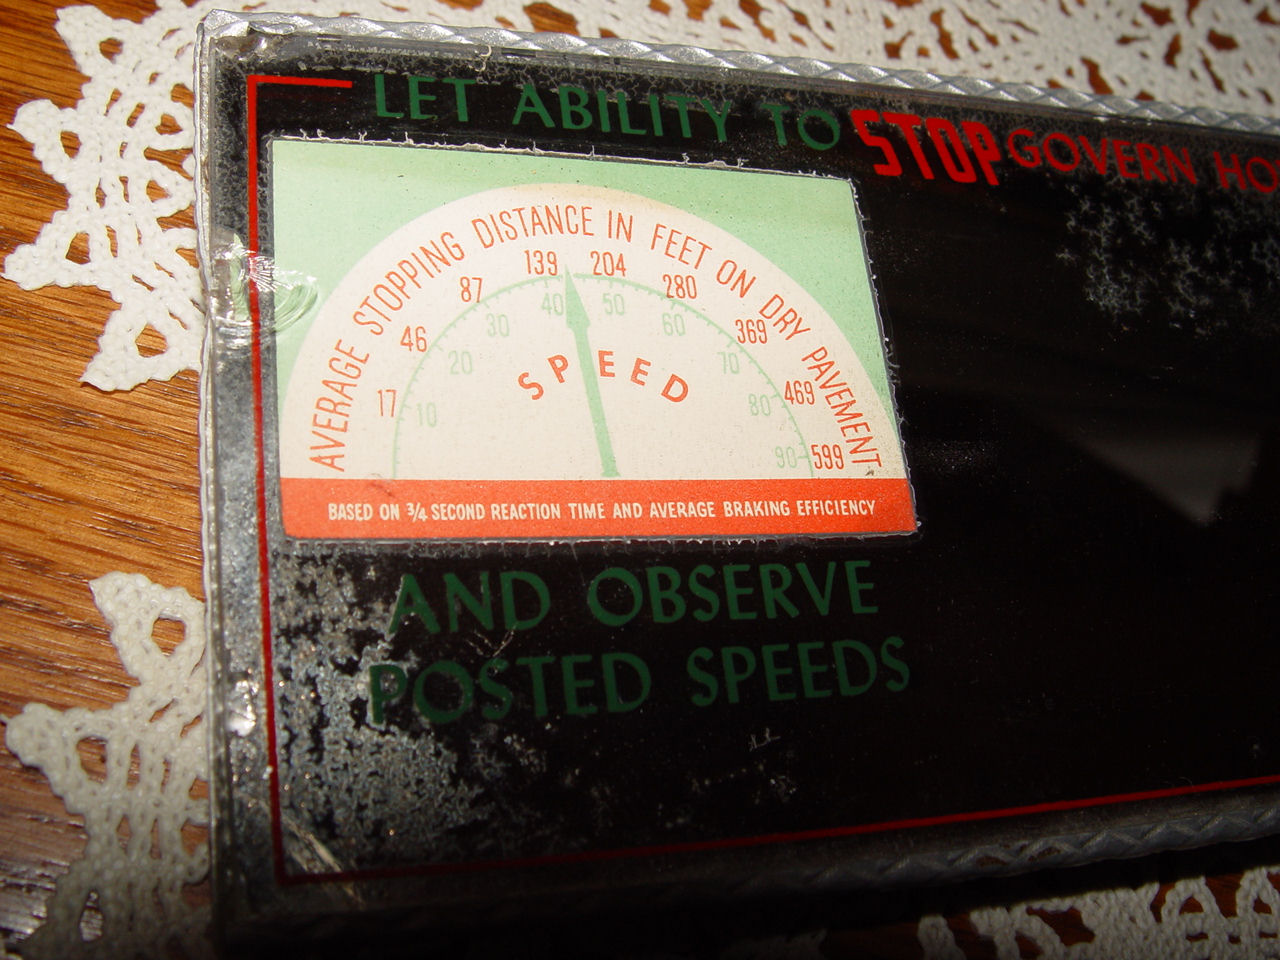 LET ABILITY TO STOP GOVERN HO
AVERAGE STOPPING DISTANCE IN FEET ON DRY PAVEMENT
17 46 87 139 204 280 369 469 599
10 20 30 40 50 60 70 80 90
SPEED
BASED ON 3/4 SECOND REACTION TIME AND AVERAGE BRAKING EFFICIENCY
AND OBSERVE
POSTED SPEEDS